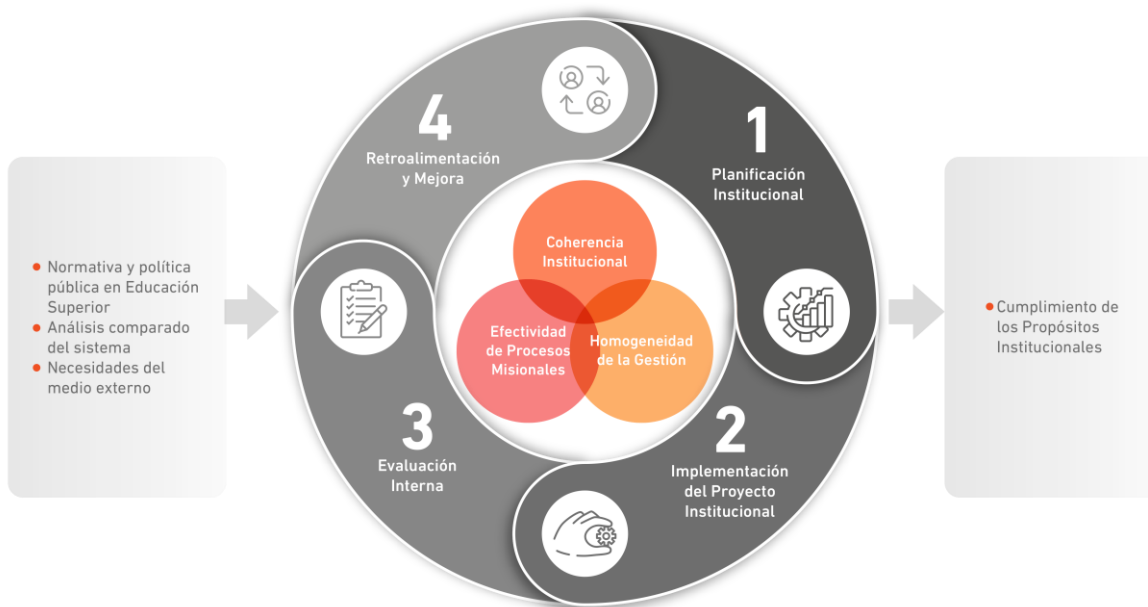 Normativa y política
pública en Educación
Superior
Análisis comparado
del sistema
Necesidades del
medio externo
1
Planificación
Institucional
2
Implementación
del Proyecto
Institucional
3
Evaluación
Interna
4
Retroalimentación
y Mejora
Coherencia
Institucional
Efectividad
de Procesos
Misionales
Homogeneidad
de la Gestión
Cumplimiento de
los Propósitos
Institucionales